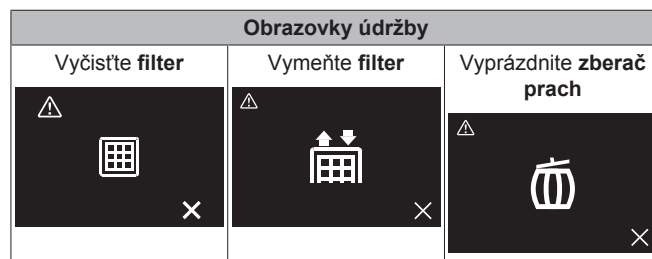 Obrazovky údržby
Vyčisťte filter
Vymeňte filter
Vyprázdnite zberač
prach